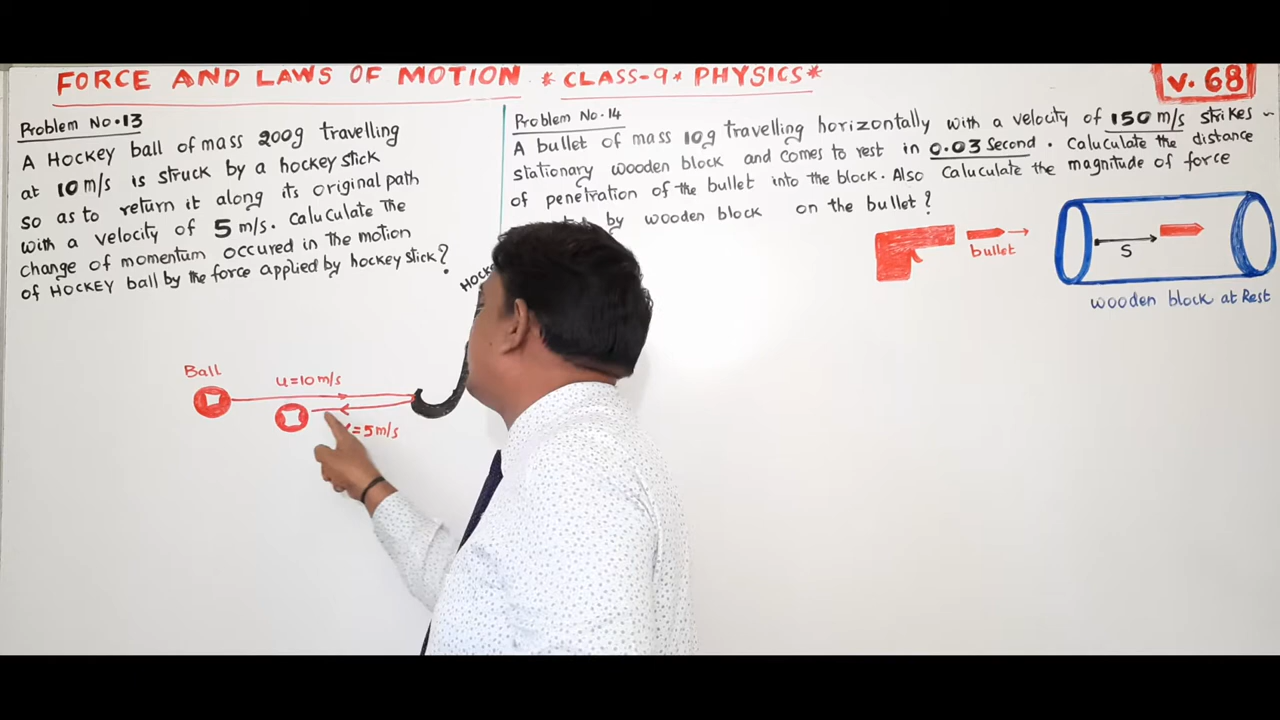 FORCE AND LAWS OF MOTION * CLASS-9* PHYSICS*
V. 68
Problem No.13
A HOCKEY ball of mass 200g travelling
at 10 m/s is struck by a hockey stick
so as to return it along its original path
with a velocity of 5 m/s. Caluculate the
change of momentum occured in the motion
of HOCKEY ball by the force applied by hockey stick?
Ball
u=10m/s
=5m/s
Problem No.14
A bullet of mass 10g travelling horizontally with a velocity of 150 m/s strikes
stationary wooden block and comes to rest in 0.03 Second. Caluculate the distance
of penetration of the bullet into the block. Also Caluculate the magnitude of force
by wooden block on the bullet?
bullet
S
wooden block at Rest